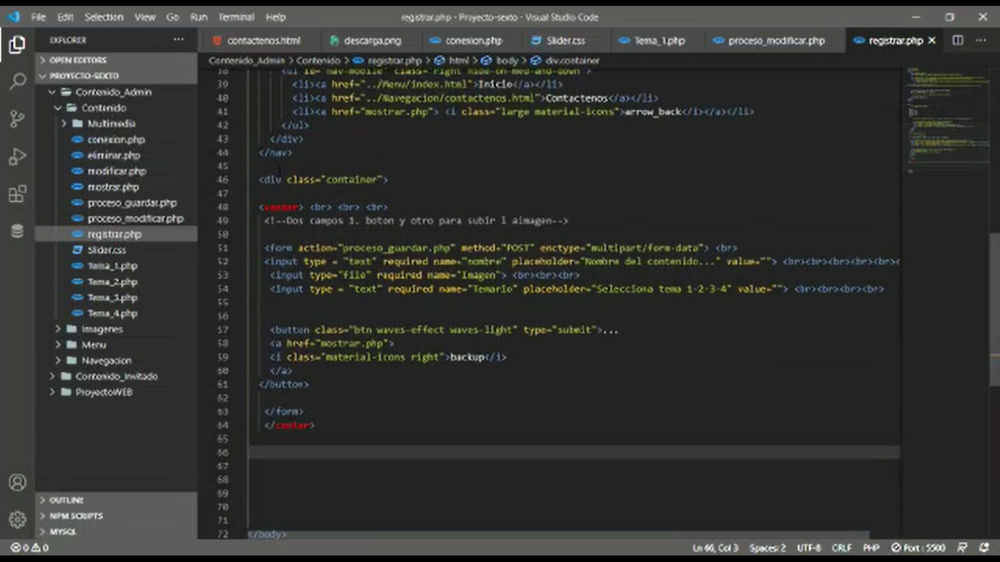 File Edit Selection View Go Run Terminal Help registrar.php - Proyecto-sexto - Visual Studio Code
EXPLORER ...
contactenos.html descarga.png conexion.php Slider.css Tema_1.php proceso_modificar.php registrar.php
Contenido_Admin > Contenido > registrar.php > html > body > div.container
OPEN EDITORS
PROYECTO-SEXTO
Contenido_Admin
Contenido
Multimedia
conexion.php
eliminar.php
modificar.php
mostrar.php
proceso_guardar.php
proceso_modificar.php
registrar.php
Slider.css
Tema_1.php
Tema_2.php
Tema_3.php
Tema_4.php
Imagenes
Menu
Navegacion
Contenido_Invitado
ProyectoWEB
OUTLINE
NPM SCRIPTS
MYSQL
38 <ul id="nav-mobile" class="right hide-on-med-and-down">
39 <li><a href="../Menu/index.html">Inicio</a></li>
40 <li><a href="../Navegacion/contactenos.html">Contactenos</a></li>
41 <li><a href="mostrar.php"> <i class="large material-icons">arrow_back</i></a></li>
42 </ul>
43 </div>
44 </nav>
45
46 <div class="container">
47
48 <center> <br> <br> <br>
49 <!--Dos campos 1. boton y otro para subir l aimagen-->
50
51 <form action="proceso_guardar.php" method="POST" enctype="multipart/form-data"> <br>
52 <input type = "text" required name="nombre" placeholder="Nombre del contenido..." value=""> <br><br><br><br><br><
53 <input type="file" required name="Imagen"> <br><br><br>
54 <input type = "text" required name="Temario" placeholder="Selecciona tema 1-2-3-4" value=""> <br><br><br><br>
55
56
57 <button class="btn waves-effect waves-light" type="submit">...
58 <a href="mostrar.php">
59 <i class="material-icons right">backup</i>
60 </a>
61 </button>
62
63 </form>
64 </center>
65
66
67
68
69
70
71
72 </body>
0 0 Ln 66, Col 3 Spaces: 2 UTF-8 CRLF PHP Port : 5500